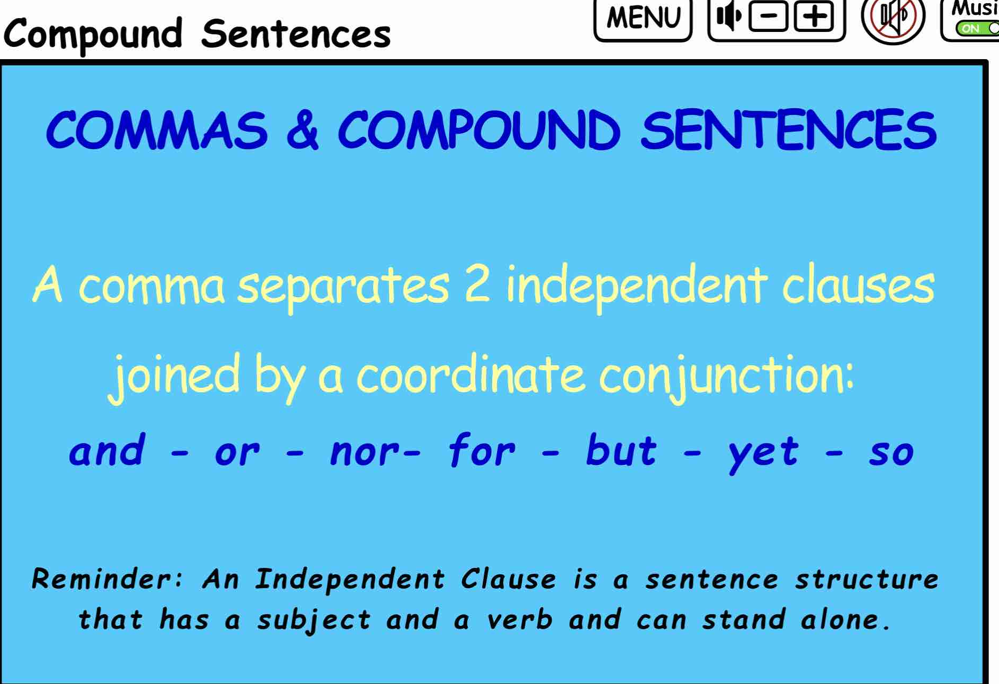 Compound Sentences
MENU
- +
Musi
ON
COMMAS & COMPOUND SENTENCES
A comma separates 2 independent clauses
joined by a coordinate conjunction:
and - or - nor- for - but - yet - so
Reminder: An Independent Clause is a sentence structure
that has a subject and a verb and can stand alone.